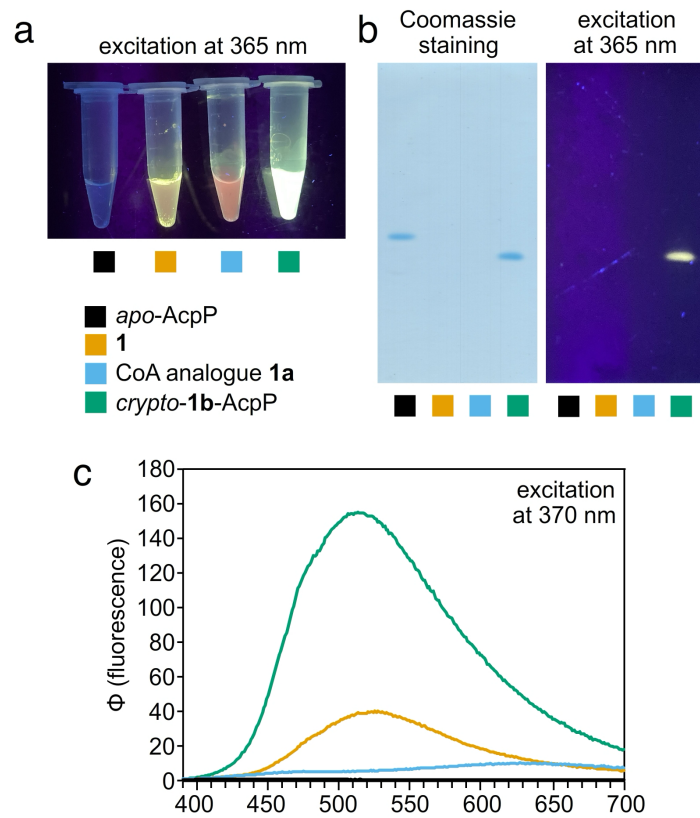 a
excitation at 365 nm
apo-AcpP
1
CoA analogue 1a
crypto-1b-AcpP
b
Coomassie
staining
excitation
at 365 nm
c
excitation
at 370 nm
Φ (fluorescence)
180
160
140
120
100
80
60
40
20
0
400 450 500 550 600 650 700